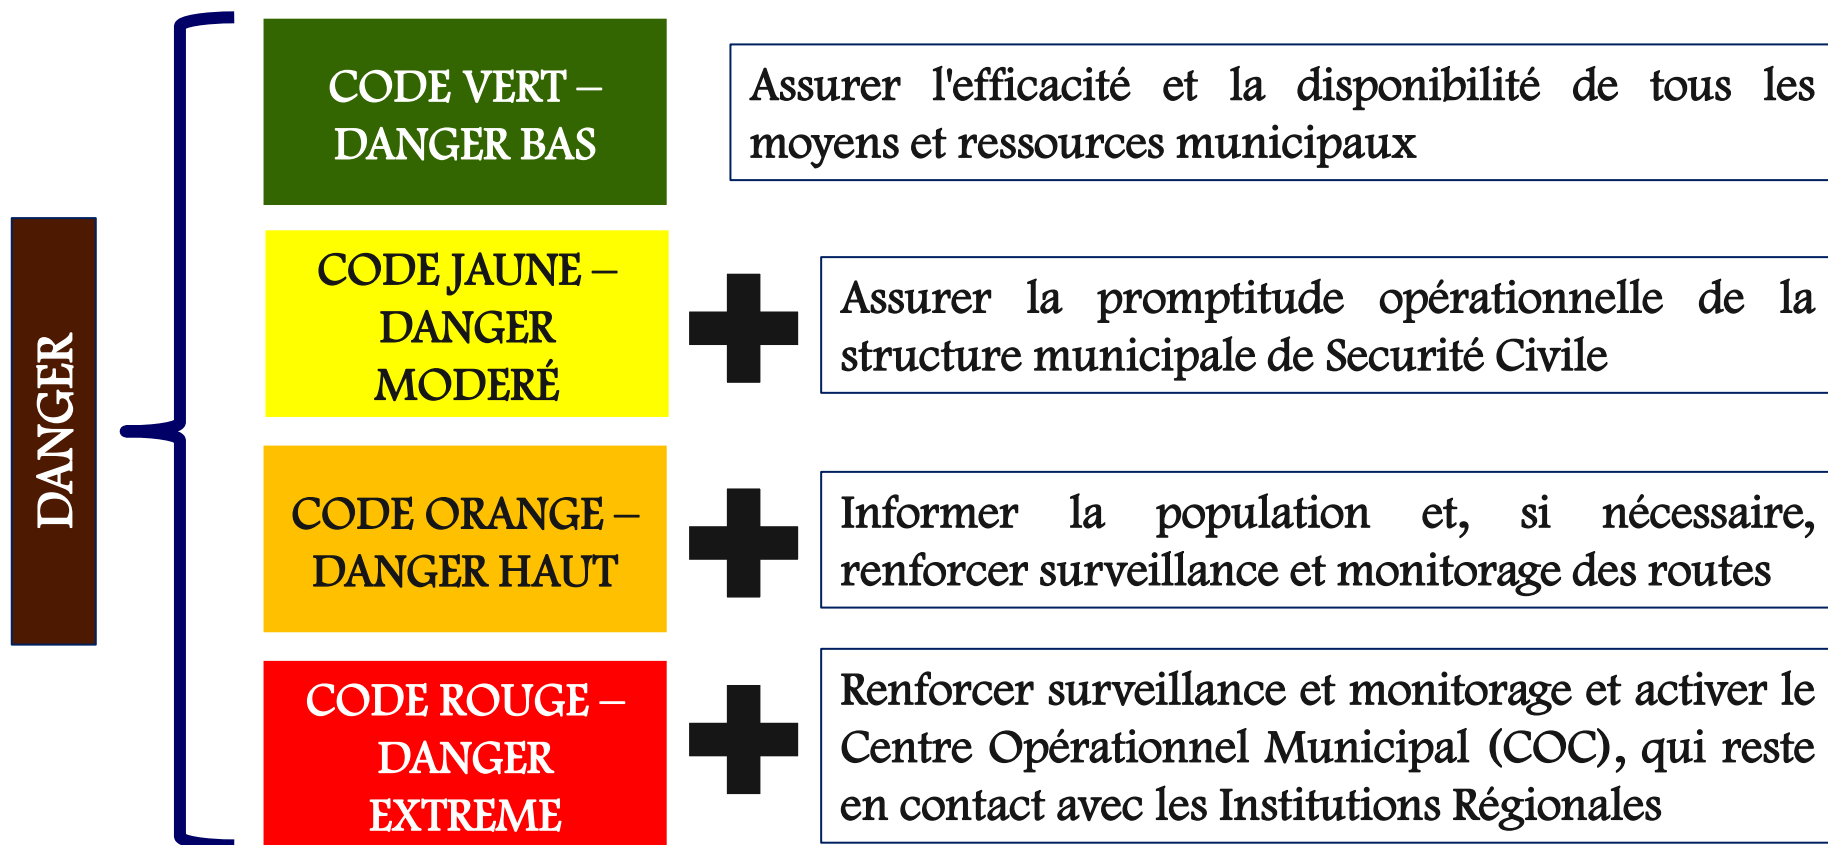 DANGER
CODE VERT –
DANGER BAS
Assurer l'efficacité et la disponibilité de tous les
moyens et ressources municipaux
CODE JAUNE –
DANGER
MODERÉ
Assurer la promptitude opérationnelle de la
structure municipale de Securité Civile
CODE ORANGE –
DANGER HAUT
Informer la population et, si nécessaire,
renforcer surveillance et monitorage des routes
CODE ROUGE –
DANGER
EXTREME
Renforcer surveillance et monitorage et activer le
Centre Opérationnel Municipal (COC), qui reste
en contact avec les Institutions Régionales